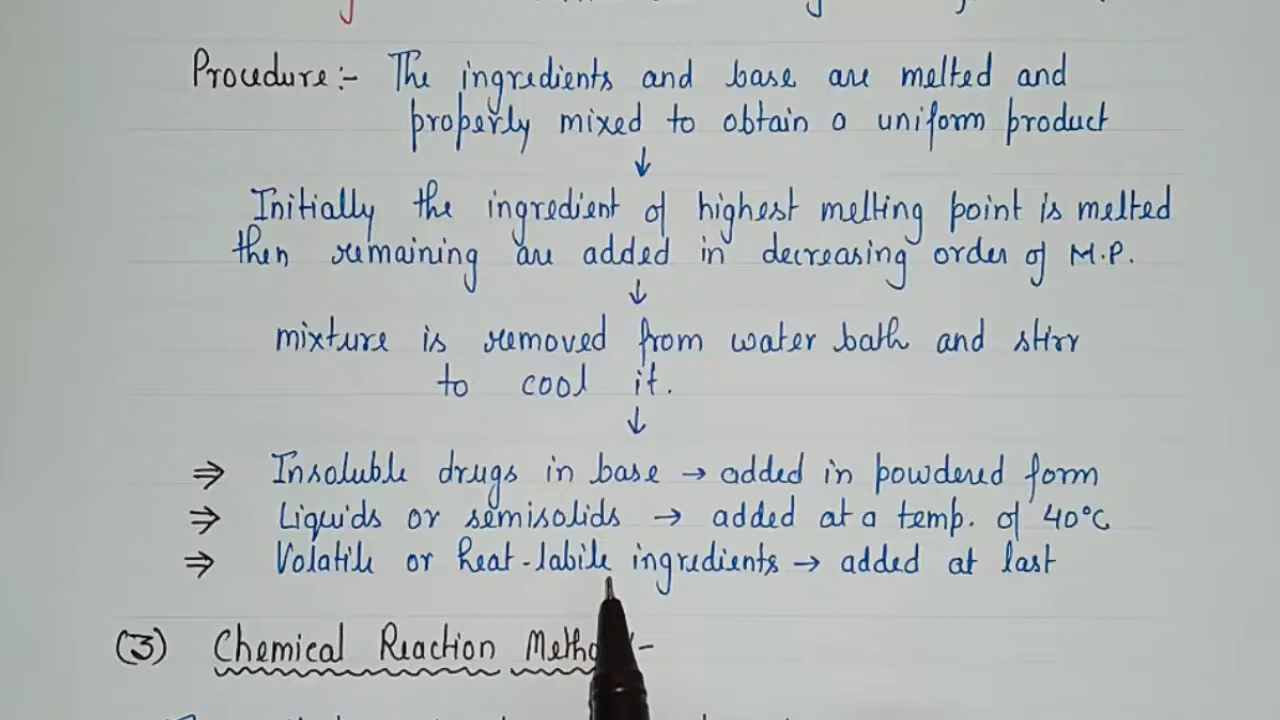 Procedure:- The ingredients and base are melted and
properly mixed to obtain a uniform product
↓
Initially the ingredient of highest melting point is melted
then remaining are added in decreasing order of M.P.
↓
mixture is removed from water bath and stirr
to cool it.
↓
⇒ Insoluble drugs in base → added in powdered form
⇒ Liquids or semisolids → added at a temp. of 40°C
⇒ Volatile or heat-labile ingredients → added at last
(3) Chemical Reaction